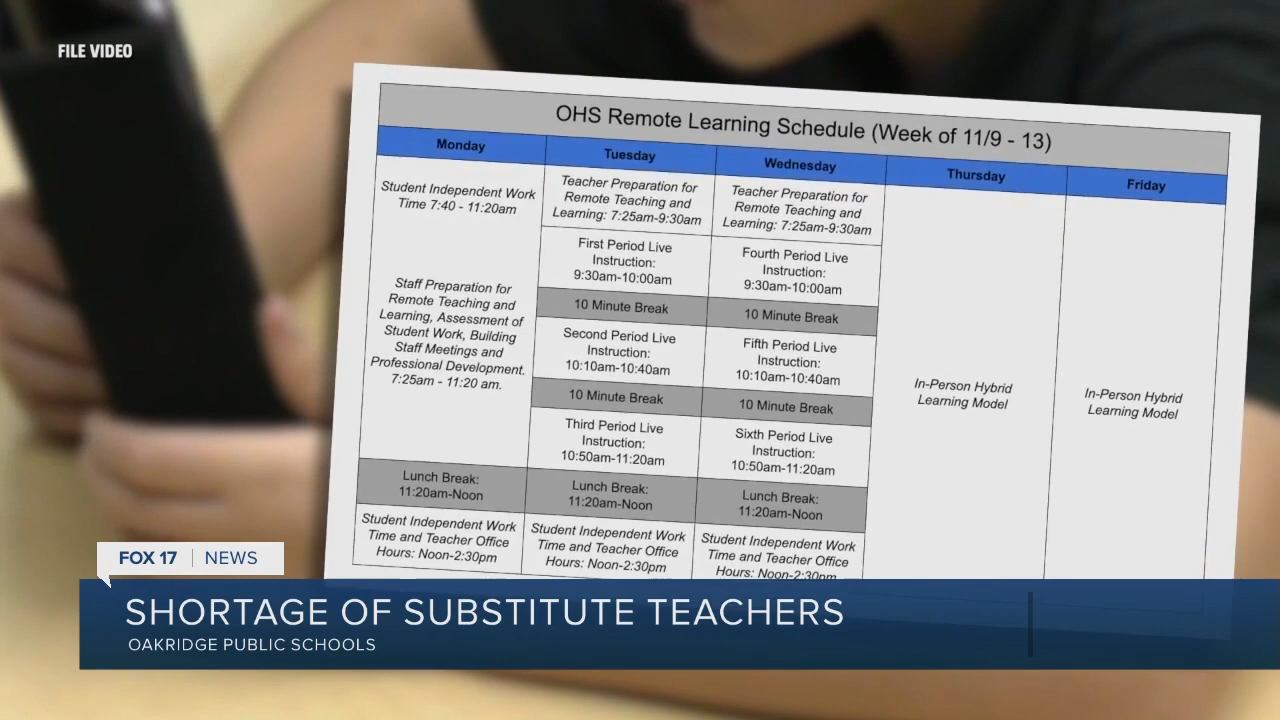 FILE VIDEO
OHS Remote Learning Schedule (Week of 11/9 - 13)
Monday
Tuesday
Wednesday
Thursday
Friday
Student Independent Work
Time 7:40 - 11:20am
Staff Preparation for
Remote Teaching and
Learning, Assessment of
Student Work, Building
Staff Meetings and
Professional Development.
7:25am - 11:20 am.
Lunch Break:
11:20am-Noon
Student Independent Work
Time and Teacher Office
Hours: Noon-2:30pm
Teacher Preparation for
Remote Teaching and
Learning: 7:25am-9:30am
First Period Live
Instruction:
9:30am-10:00am
10 Minute Break
Second Period Live
Instruction:
10:10am-10:40am
10 Minute Break
Third Period Live
Instruction:
10:50am-11:20am
Lunch Break:
11:20am-Noon
Student Independent Work
Time and Teacher Office
Hours: Noon-2:30pm
Teacher Preparation for
Remote Teaching and
Learning: 7:25am-9:30am
Fourth Period Live
Instruction:
9:30am-10:00am
10 Minute Break
Fifth Period Live
Instruction:
10:10am-10:40am
10 Minute Break
Sixth Period Live
Instruction:
10:50am-11:20am
Lunch Break:
11:20am-Noon
Student Independent Work
Time and Teacher Office
Hours: Noon-2:30pm
In-Person Hybrid
Learning Model
In-Person Hybrid
Learning Model
FOX 17 | NEWS
SHORTAGE OF SUBSTITUTE TEACHERS
OAKRIDGE PUBLIC SCHOOLS